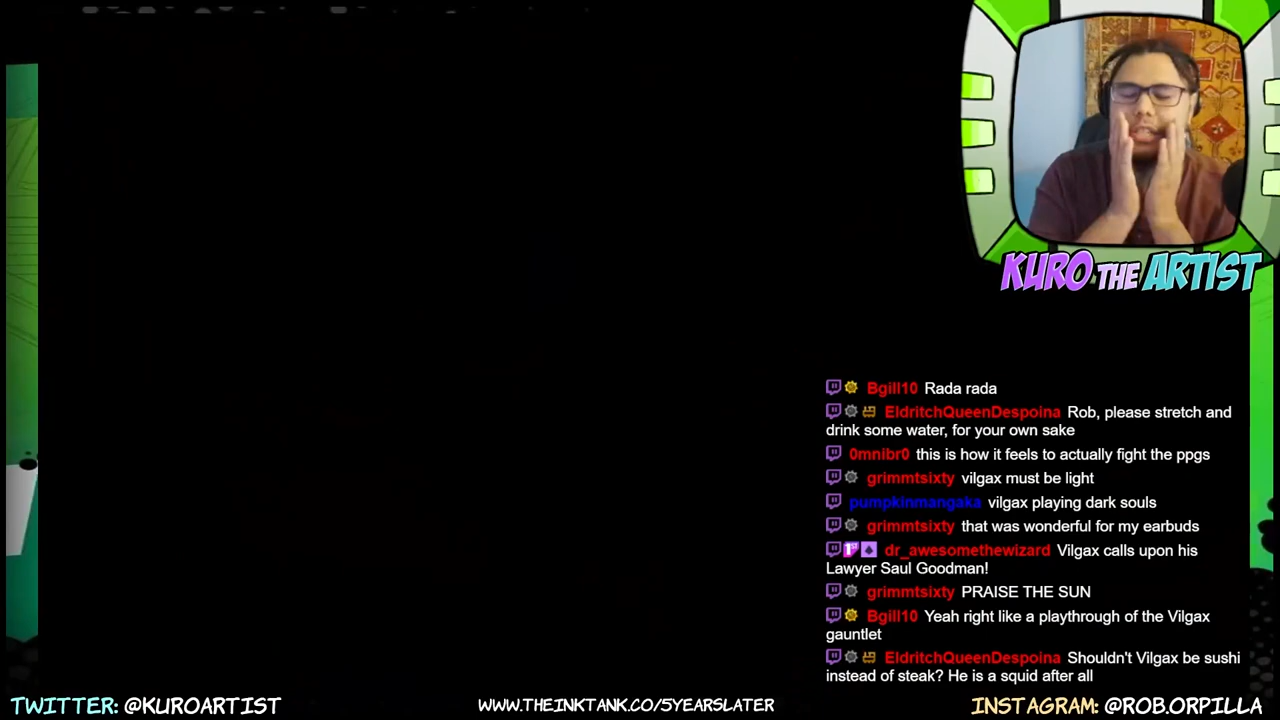 KURO THE ARTIST
Bgill10 Rada rada
EldritchQueenDespoina Rob, please stretch and
drink some water, for your own sake
0mnibr0 this is how it feels to actually fight the ppgs
grimmtsixty vilgax must be light
pumpkinmangaka vilgax playing dark souls
grimmtsixty that was wonderful for my earbuds
dr_awesomethewizard Vilgax calls upon his
Lawyer Saul Goodman!
grimmtsixty PRAISE THE SUN
Bgill10 Yeah right like a playthrough of the Vilgax
gauntlet
EldritchQueenDespoina Shouldn't Vilgax be sushi
instead of steak? He is a squid after all
TWITTER: @KUROARTIST
WWW.THEINKTANK.CO/5YEARSLATER
INSTAGRAM: @ROB.ORPILLA